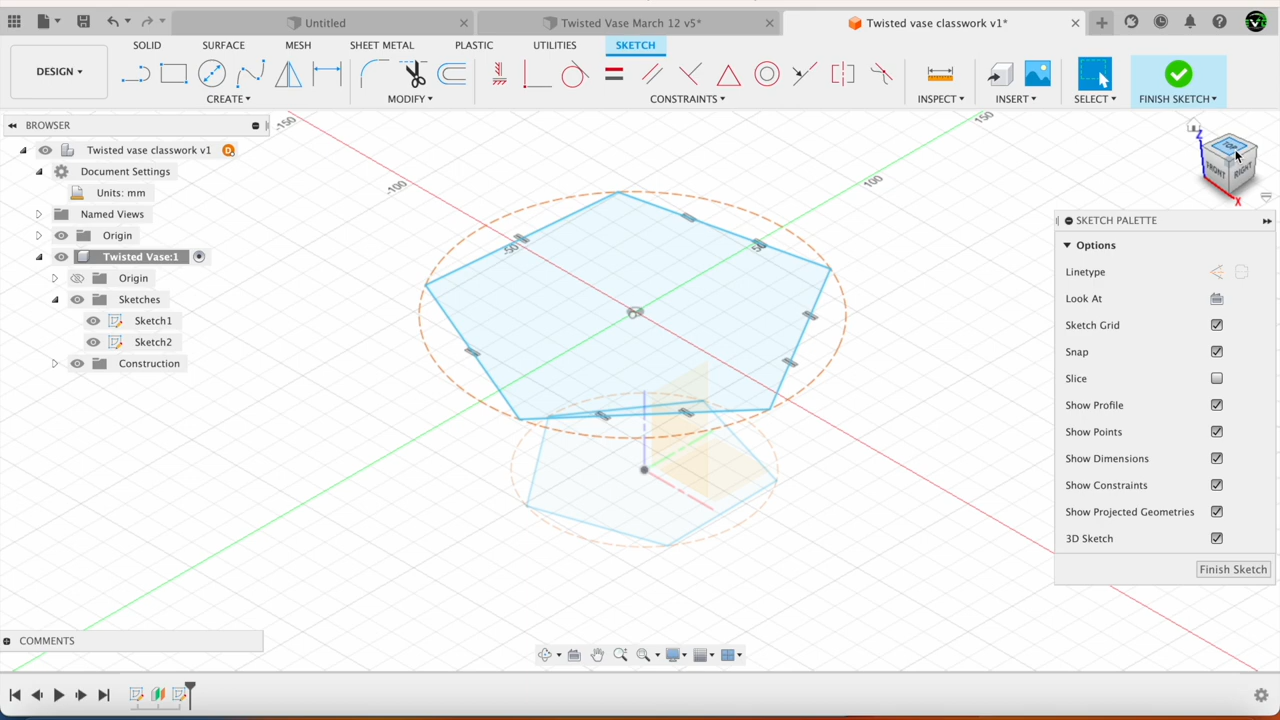 Untitled
Twisted Vase March 12 v5*
Twisted vase classwork v1*
SOLID
SURFACE
MESH
SHEET METAL
PLASTIC
UTILITIES
SKETCH
DESIGN
CREATE
MODIFY
CONSTRAINTS
INSPECT
INSERT
SELECT
FINISH SKETCH
BROWSER
Twisted vase classwork v1
Document Settings
Units: mm
Named Views
Origin
Twisted Vase:1
Origin
Sketches
Sketch1
Sketch2
Construction
-150
-100
-50
50
100
150
Z
TOP
FRONT
RIGHT
X
SKETCH PALETTE
Options
Linetype
Look At
Sketch Grid
Snap
Slice
Show Profile
Show Points
Show Dimensions
Show Constraints
Show Projected Geometries
3D Sketch
Finish Sketch
COMMENTS